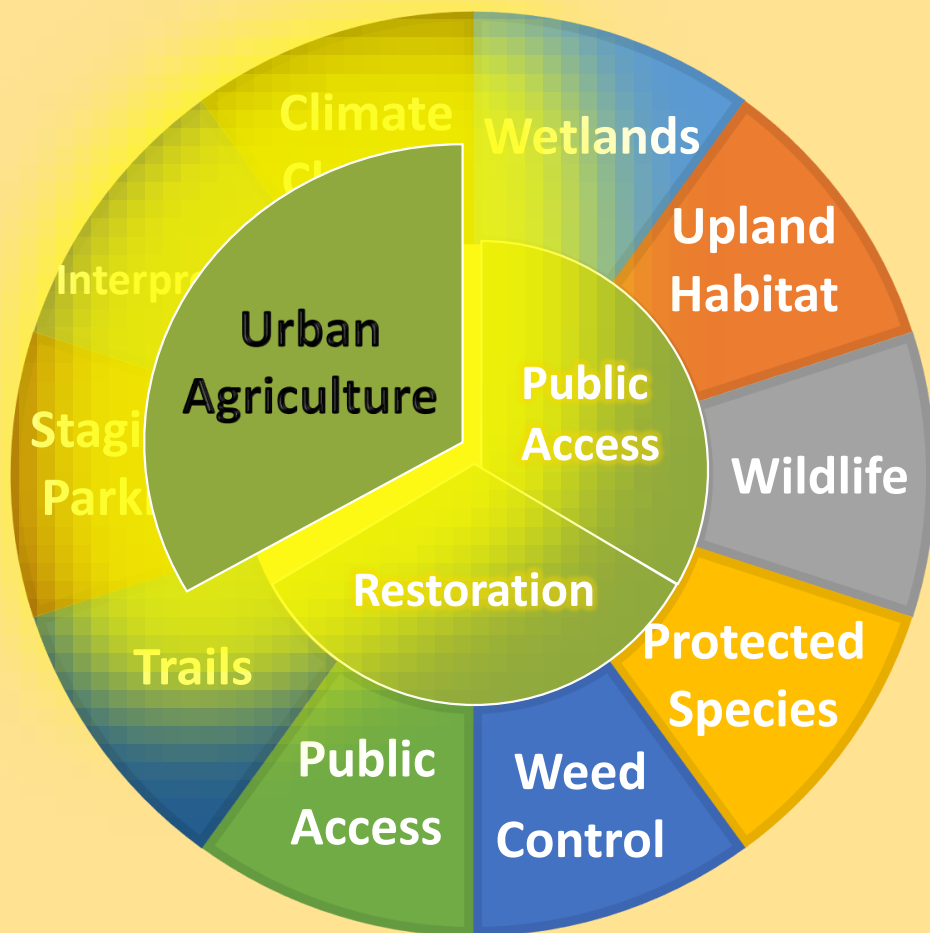 Climate
Wetlands
Upland
Habitat
Wildlife
Protected
Species
Weed
Control
Public
Access
Trails
Urban
Agriculture
Public
Access
Restoration